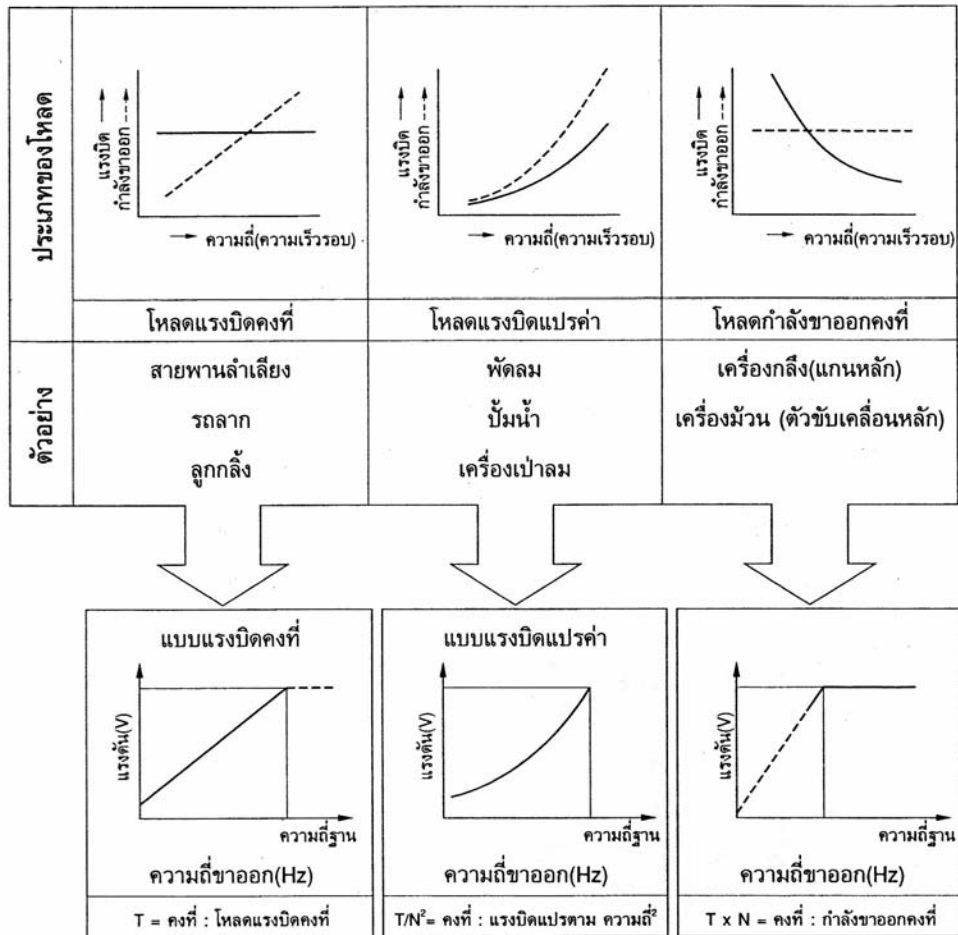 ประเภทของโหลด
แรงบิด
กำลังขาออก
ความถี่(ความเร็วรอบ)
แรงบิด
กำลังขาออก
ความถี่(ความเร็วรอบ)
แรงบิด
กำลังขาออก
ความถี่(ความเร็วรอบ)
โหลดแรงบิดคงที่
โหลดแรงบิดแปรค่า
โหลดกำลังขาออกคงที่
ตัวอย่าง
สายพานลำเลียง
รถลาก
ลูกกลิ้ง
พัดลม
ปั้มน้ำ
เครื่องเป่าลม
เครื่องกลึง(แกนหลัก)
เครื่องม้วน (ตัวขับเคลื่อนหลัก)
แบบแรงบิดคงที่
แรงดัน(V)
ความถี่ฐาน
ความถี่ขาออก(Hz)
T = คงที่ : โหลดแรงบิดคงที่
แบบแรงบิดแปรค่า
แรงดัน(V)
ความถี่ฐาน
ความถี่ขาออก(Hz)
T/N²= คงที่ : แรงบิดแปรตาม ความถี่²
แรงดัน(V)
ความถี่ฐาน
ความถี่ขาออก(Hz)
T x N = คงที่ : กำลังขาออกคงที่